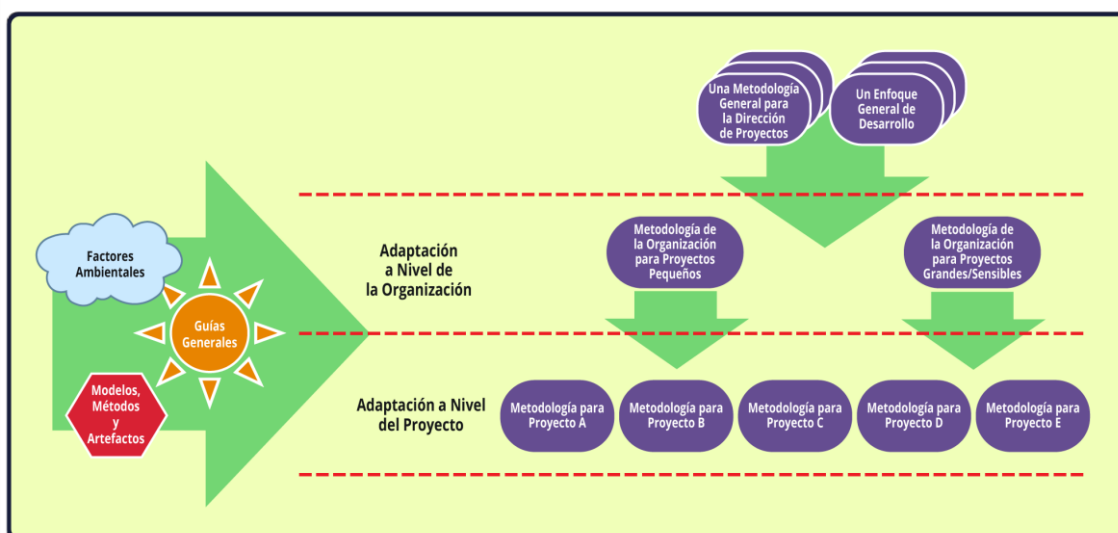 Una Metodología
General para
la Dirección
de Proyectos
Un Enfoque
General de
Desarrollo
Factores
Ambientales
Guías
Generales
Modelos,
Métodos
y
Artefactos
Adaptación
a Nivel de
la Organización
Metodología de
la Organización
para Proyectos
Pequeños
Metodología de
la Organización
para Proyectos
Grandes/Sensibles
Adaptación a Nivel
del Proyecto
Metodología para
Proyecto A
Metodología para
Proyecto B
Metodología para
Proyecto C
Metodología para
Proyecto D
Metodología para
Proyecto E